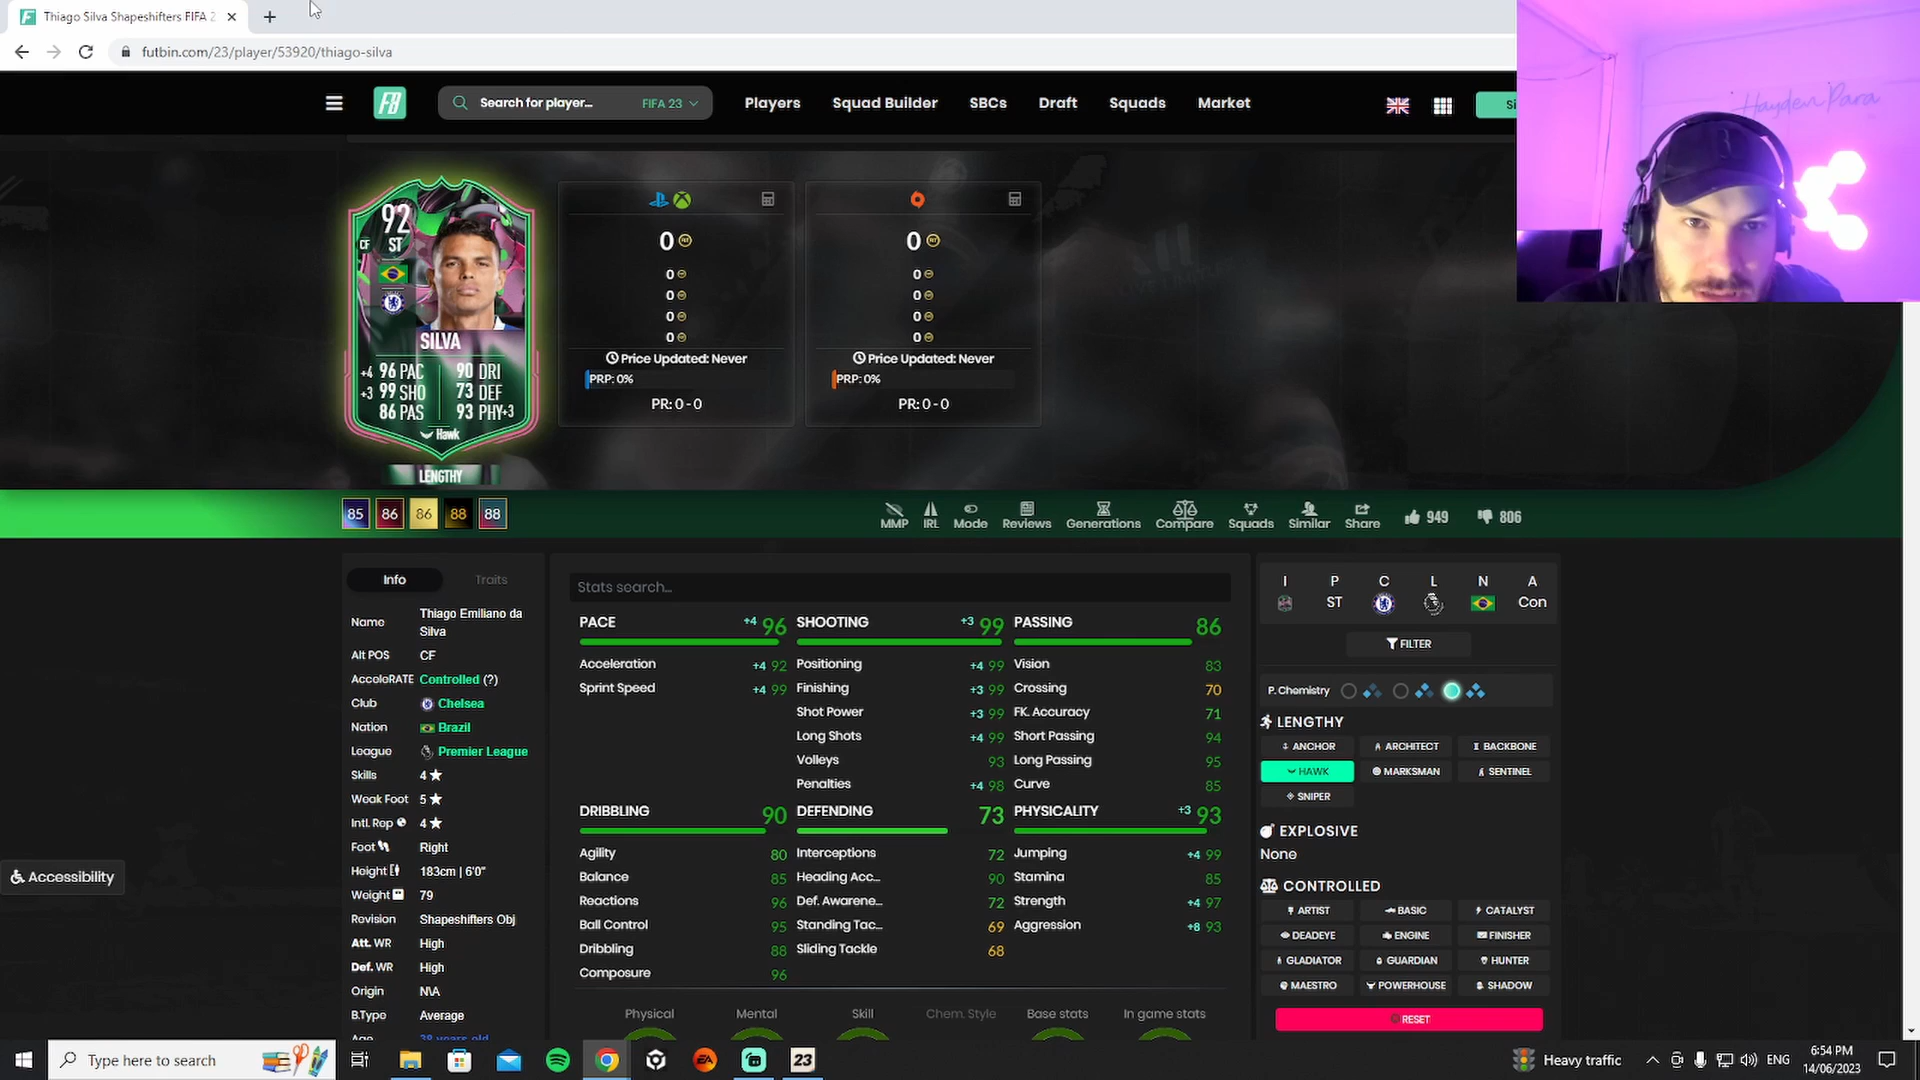 Thiago Silva Shapeshifters FIFA 2
futbin.com/23/player/53920/thiago-silva
Search for player...
FIFA 23
Players
Squad Builder
SBCs
Draft
Squads
Market
Hayden Para
92
CF
ST
SILVA
+4 96 PAC
90 DRI
+3 99 SHO
73 DEF
86 PAS
93 PHY+3
Hawk
LENGTHY
0
0
0
0
0
Price Updated: Never
PRP: 0%
PR: 0 - 0
0
0
0
0
0
Price Updated: Never
PRP: 0%
PR: 0 - 0
85
86
86
88
88
MMP
IRL
Mode
Reviews
Generations
Compare
Squads
Similar
Share
949
806
Info
Traits
Name Thiago Emiliano da Silva
Alt POS CF
AcceloRATE Controlled (?)
Club Chelsea
Nation Brazil
League Premier League
Skills 4
Weak Foot 5
Intl. Rep 4
Foot Right
Height 183cm | 6'0"
Weight 79
Revision Shapeshifters Obj
Att. WR High
Def. WR High
Origin N\A
B.Type Average
Age 38 years old
Stats search...
PACE +4 96
Acceleration +4 92
Sprint Speed +4 99
SHOOTING +3 99
Positioning +4 99
Finishing +3 99
Shot Power +3 99
Long Shots +4 99
Volleys 93
Penalties +4 98
PASSING 86
Vision 83
Crossing 70
FK. Accuracy 71
Short Passing 94
Long Passing 95
Curve 85
DRIBBLING 90
Agility 80
Balance 85
Reactions 96
Ball Control 95
Dribbling 88
Composure 96
DEFENDING 73
Interceptions 72
Heading Acc... 90
Def. Awarene... 72
Standing Tac... 69
Sliding Tackle 68
PHYSICALITY +3 93
Jumping +4 99
Stamina 85
Strength +4 97
Aggression +8 93
Physical
Mental
Skill
Chem. Style
Base stats
In game stats
I P C L N A
ST
Con
FILTER
P. Chemistry
LENGTHY
ANCHOR
ARCHITECT
BACKBONE
HAWK
MARKSMAN
SENTINEL
SNIPER
EXPLOSIVE
None
CONTROLLED
ARTIST
BASIC
CATALYST
DEADEYE
ENGINE
FINISHER
GLADIATOR
GUARDIAN
HUNTER
MAESTRO
POWERHOUSE
SHADOW
RESET
Accessibility
Type here to search
EA
23
Heavy traffic
ENG
6:54 PM
14/06/2023